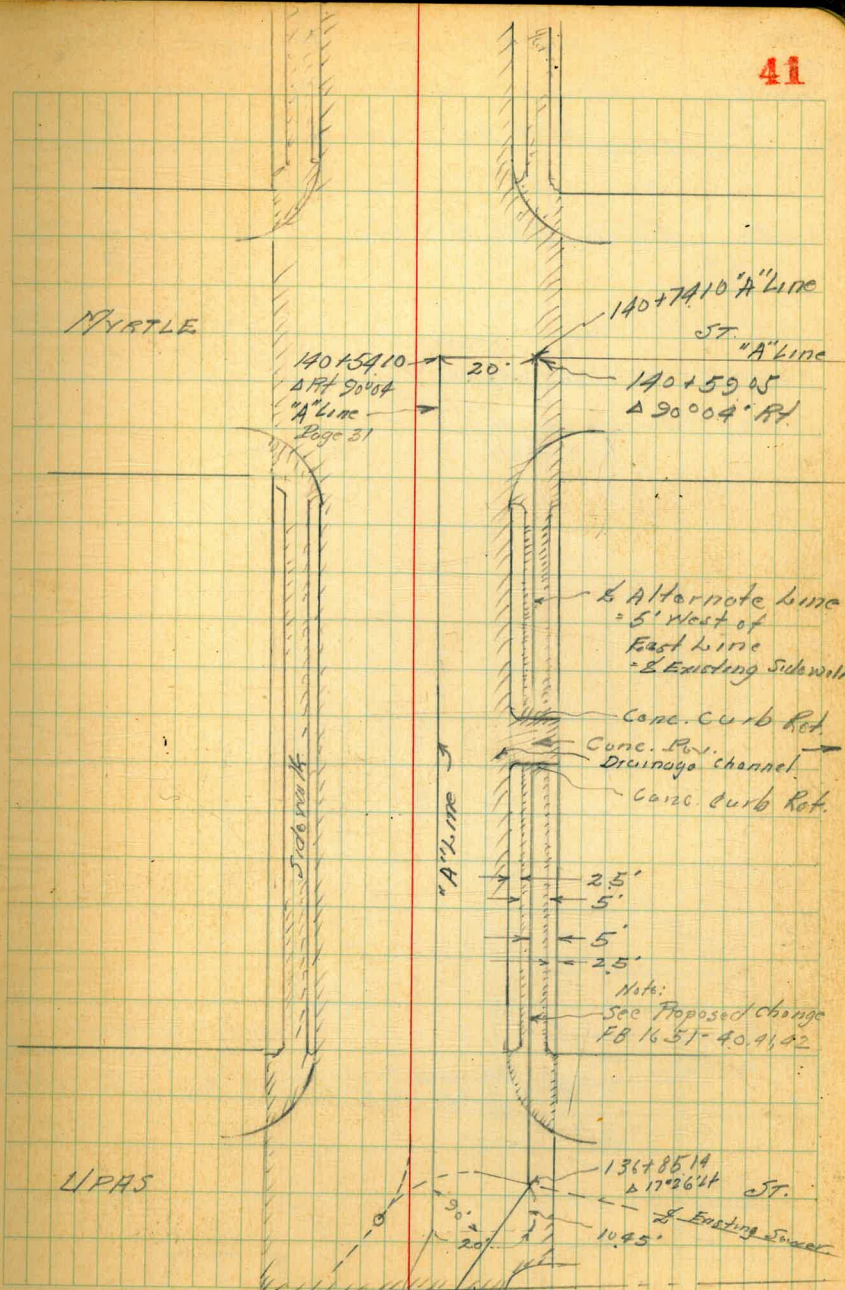 41
MYRTLE
140+74.10 "A" Line
ST.
"A" Line
140+54.10
Δ Rt 90°04'
"A" Line
Page 31
20'
140+59.05
Δ 90°04' Rt
℄ Alternate Line
= 5' West of
East Line
= ℄ Existing Sidewalk
Conc. Curb Ret.
Conc. Pav.
Drainage Channel
Conc. Curb Ret.
Sidewalk
"A" Line
2.5'
5'
5'
2.5'
Note:
See Proposed Change
FB 1651-40,41,42
UPAS
136+85.14
Δ 17°26' Lt
ST.
℄ Existing Sewer
90°
20'
10.45'